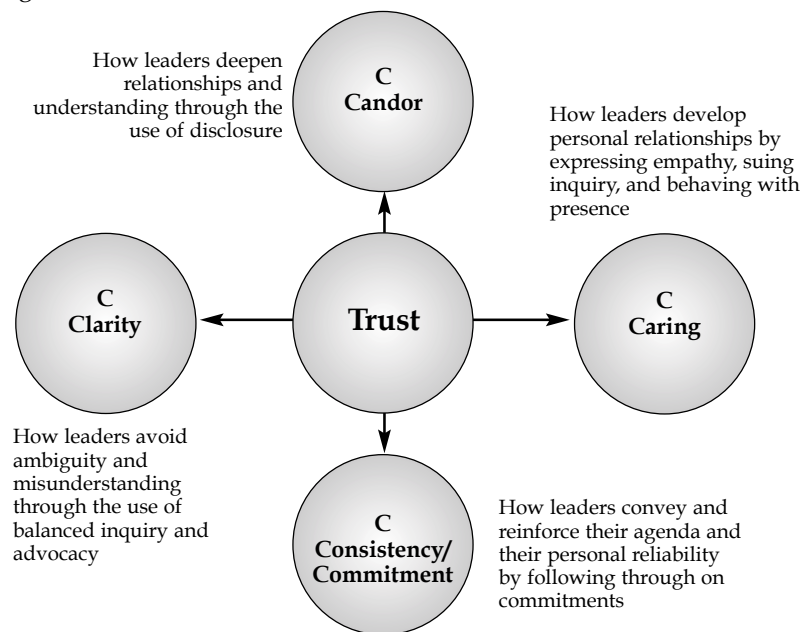 How leaders deepen
relationships and
understanding through the
use of disclosure
C
Candor
How leaders develop
personal relationships by
expressing empathy, suing
inquiry, and behaving with
presence
C
Clarity
Trust
C
Caring
How leaders avoid
ambiguity and
misunderstanding
through the use of
balanced inquiry and
advocacy
C
Consistency/
Commitment
How leaders convey and
reinforce their agenda and
their personal reliability
by following through on
commitments